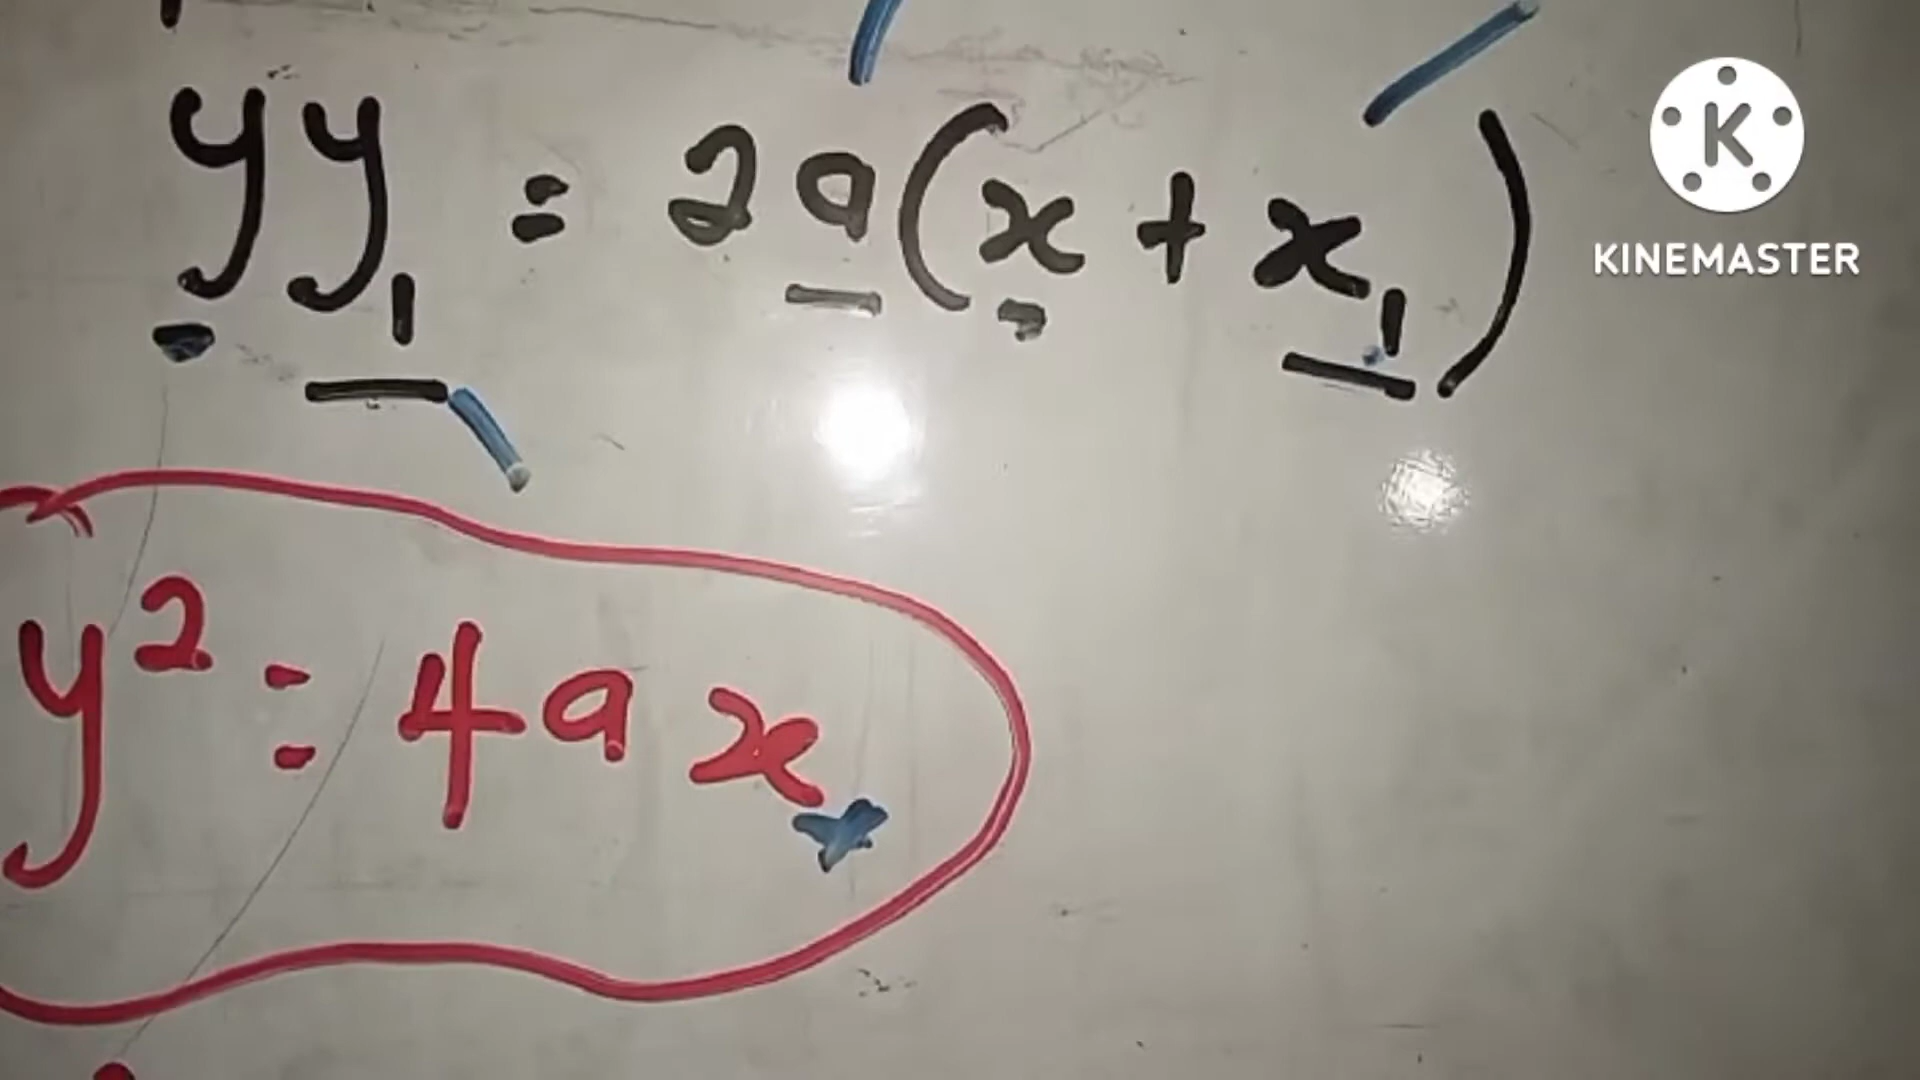 yy₁ = 2a(x + x₁)
K
KINEMASTER
y² = 4ax